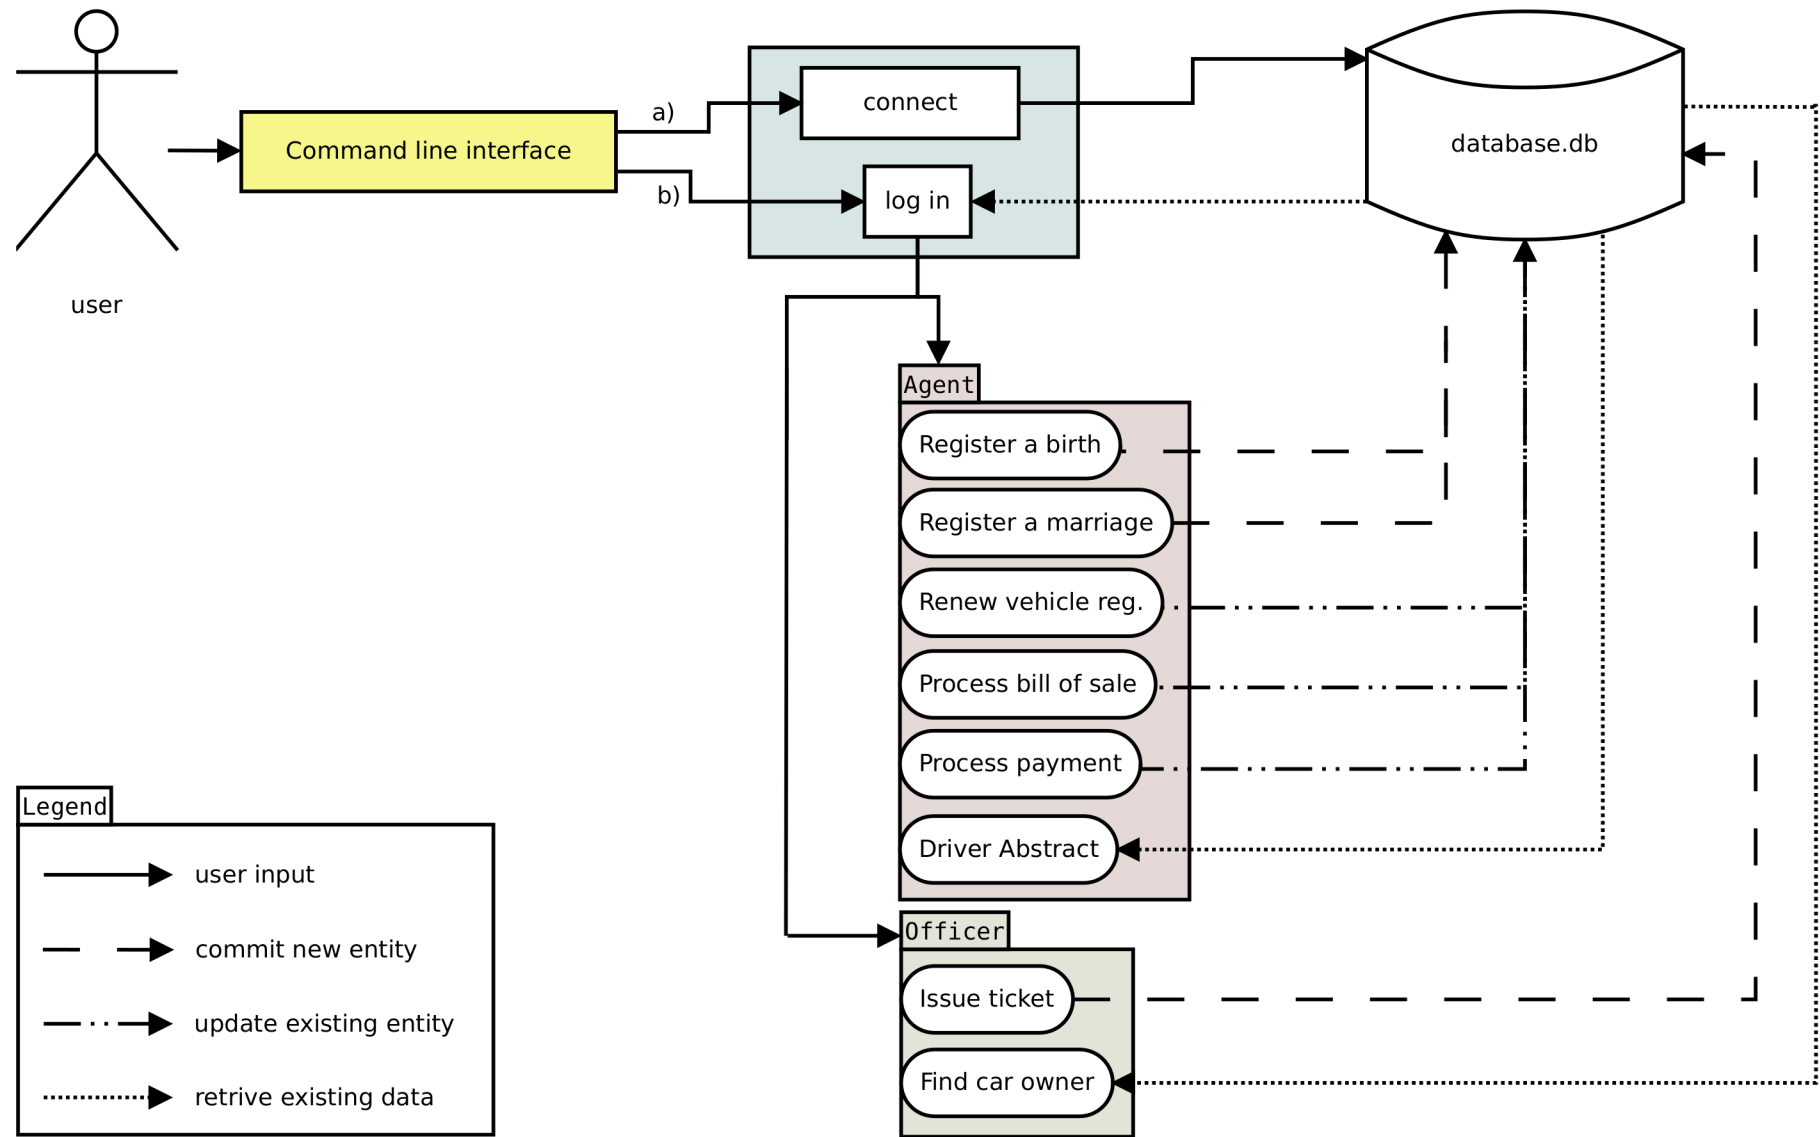 user
Command line interface
a)
b)
connect
log in
database.db
Agent
Register a birth
Register a marriage
Renew vehicle reg.
Process bill of sale
Process payment
Driver Abstract
Officer
Issue ticket
Find car owner
Legend
user input
commit new entity
update existing entity
retrive existing data